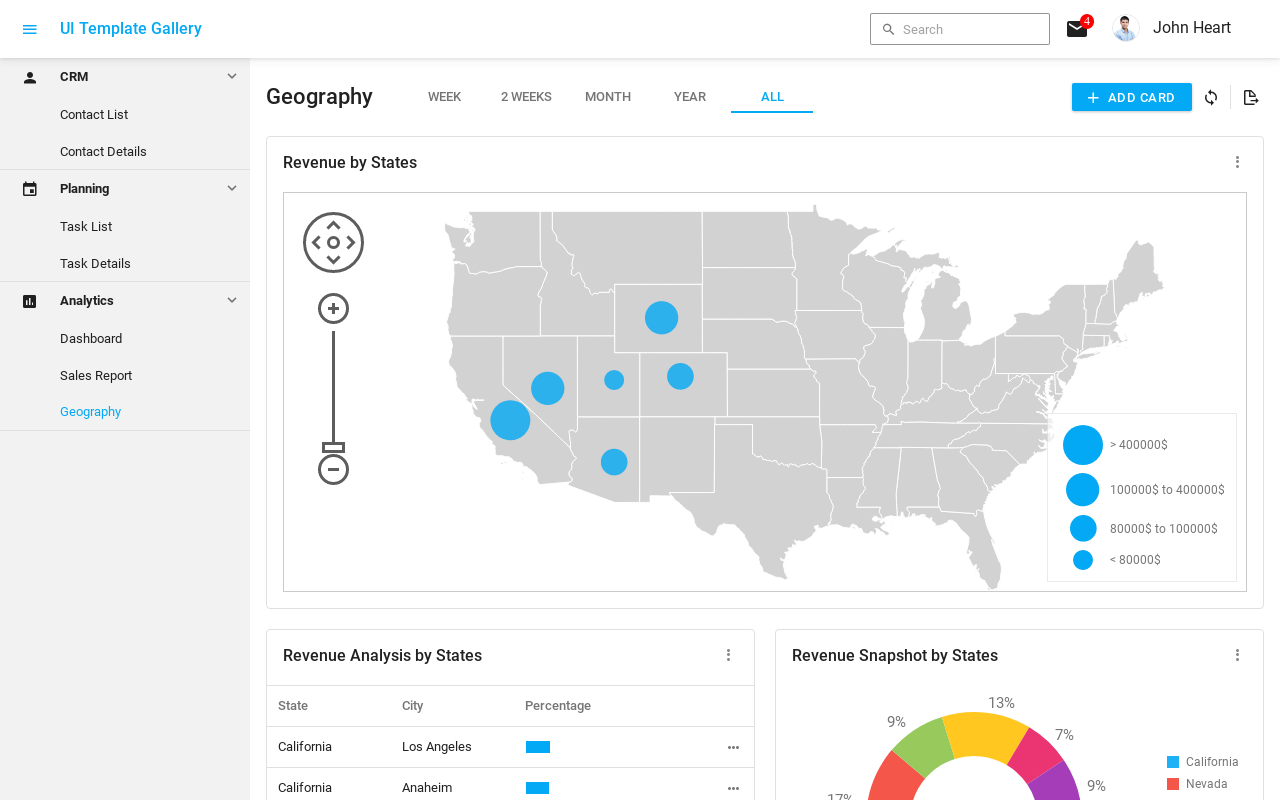 UI Template Gallery
Search
4
John Heart
CRM
Contact List
Contact Details
Planning
Task List
Task Details
Analytics
Dashboard
Sales Report
Geography
Geography
WEEK
2 WEEKS
MONTH
YEAR
ALL
ADD CARD
Revenue by States
> 400000$
100000$ to 400000$
80000$ to 100000$
< 80000$
Revenue Analysis by States
State City Percentage
California Los Angeles
California Anaheim
Revenue Snapshot by States
13%
9%
7%
9%
17%
California
Nevada